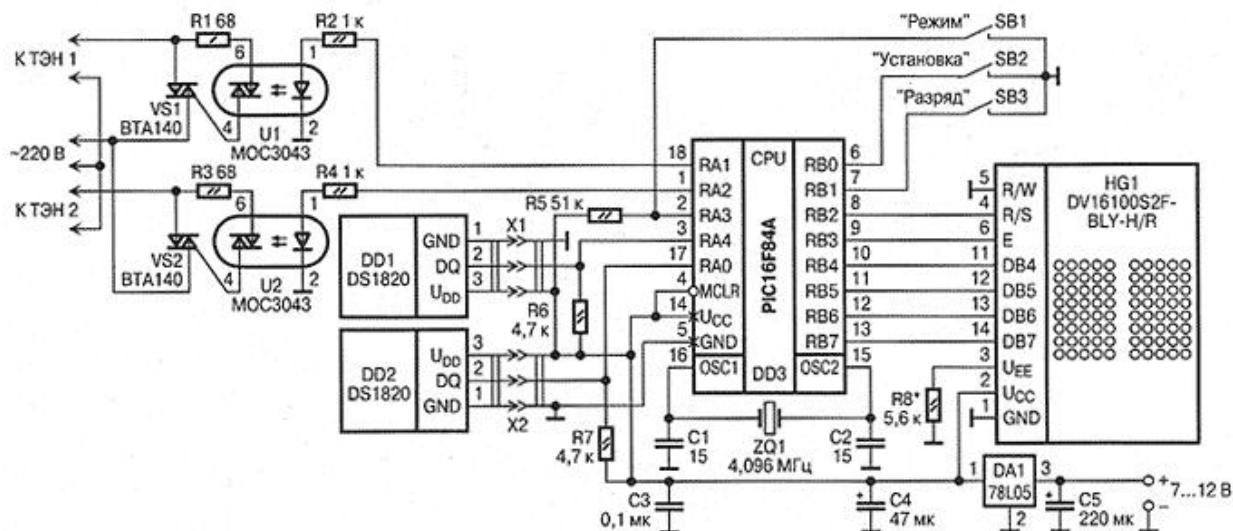 R1 68
R2 1 к
6
1
К ТЭН 1
VS1
BTA140
4
2
U1
MOC3043
~220 В
R3 68
R4 1 к
6
1
К ТЭН 2
VS2
BTA140
4
2
U2
MOC3043
"Режим"
SB1
"Установка"
SB2
"Разряд"
SB3
R5 51 к
DD1
DS1820
GND
DQ
UDD
1
2
3
X1
R6
4,7 к
DD2
DS1820
UDD
DQ
GND
3
2
1
X2
R7
4,7 к
18
1
2
3
17
4
14
5
16
RA1
RA2
RA3
RA4
RA0
MCLR
UCC
GND
OSC1
CPU
PIC16F84A
DD3
RB0
RB1
RB2
RB3
RB4
RB5
RB6
RB7
OSC2
6
7
8
9
10
11
12
13
15
5
4
6
11
12
13
14
3
2
1
R/W
R/S
E
DB4
DB5
DB6
DB7
UEE
UCC
GND
HG1
DV16100S2F-
BLY-H/R
R8*
5,6 к
C1
15
ZQ1
4,096 МГц
C2
15
C3
0,1 мк
+
C4
47 мк
1
DA1
78L05
3
2
+
C5
220 мк
+
7...12 В
–